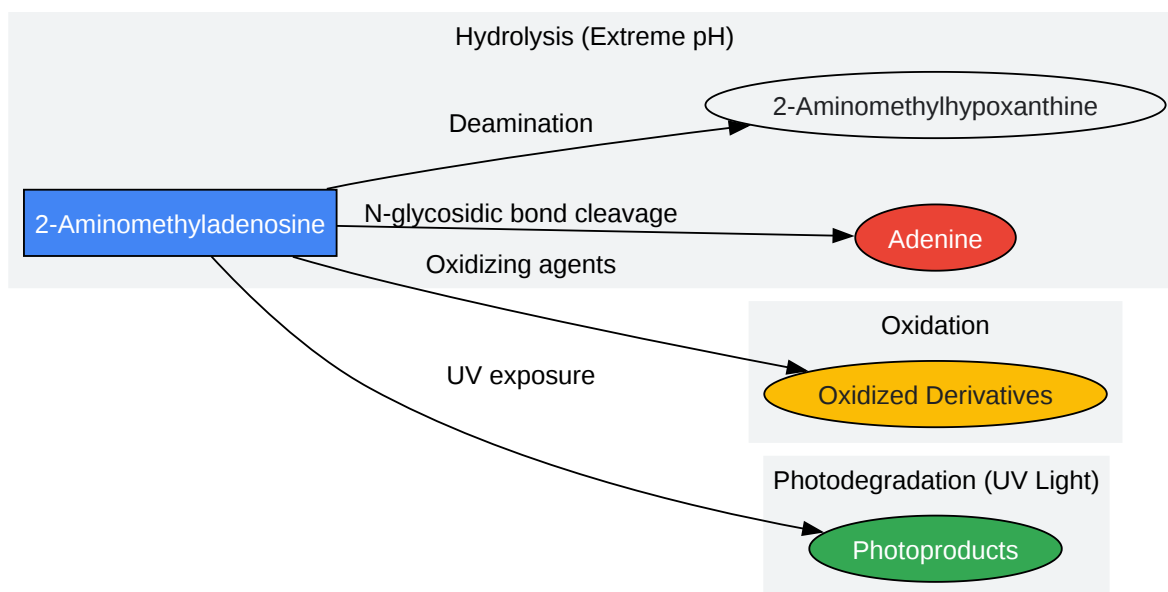 Hydrolysis (Extreme pH)
2-Aminomethylhypoxanthine
Deamination
2-Aminomethyladenosine
N-glycosidic bond cleavage
Adenine
Oxidizing agents
Oxidation
Oxidized Derivatives
UV exposure
Photodegradation (UV Light)
Photoproducts